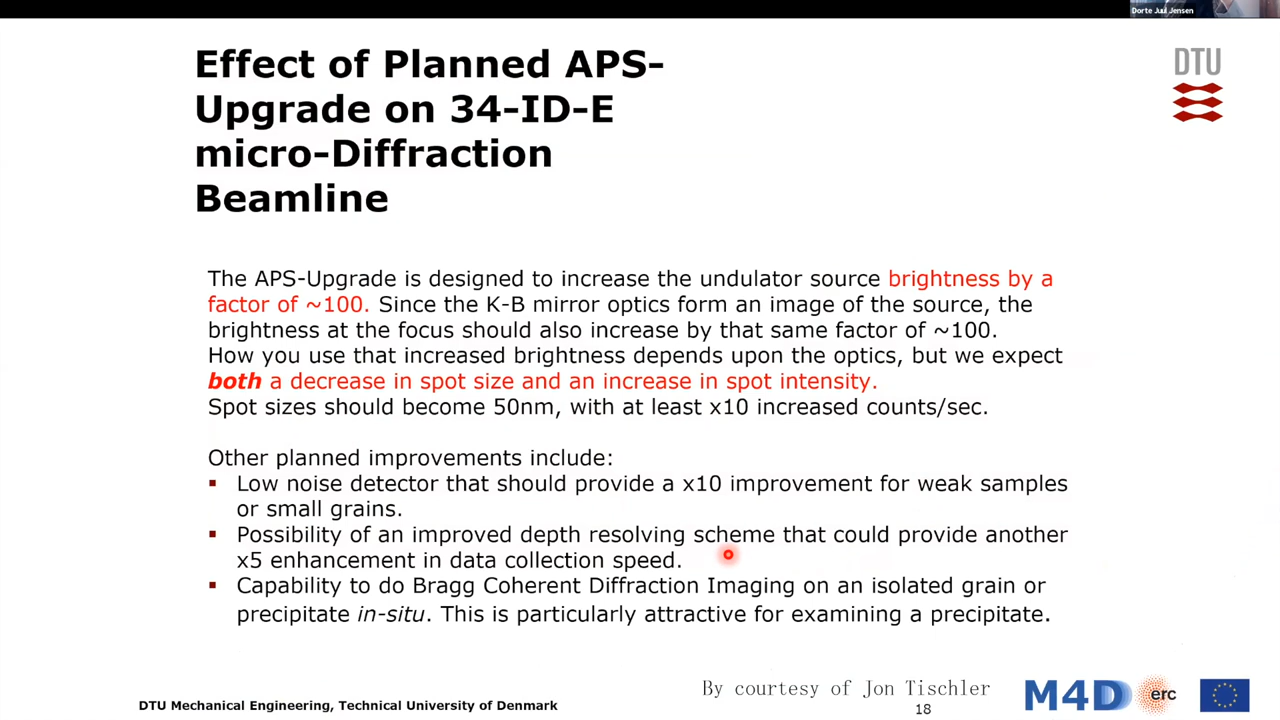 Dorte Juul Jensen
Effect of Planned APS-
Upgrade on 34-ID-E
micro-Diffraction
Beamline
DTU
The APS-Upgrade is designed to increase the undulator source brightness by a
factor of ~100. Since the K-B mirror optics form an image of the source, the
brightness at the focus should also increase by that same factor of ~100.
How you use that increased brightness depends upon the optics, but we expect
both a decrease in spot size and an increase in spot intensity.
Spot sizes should become 50nm, with at least x10 increased counts/sec.
Other planned improvements include:
▪ Low noise detector that should provide a x10 improvement for weak samples
or small grains.
▪ Possibility of an improved depth resolving scheme that could provide another
x5 enhancement in data collection speed.
▪ Capability to do Bragg Coherent Diffraction Imaging on an isolated grain or
precipitate in-situ. This is particularly attractive for examining a precipitate.
By courtesy of Jon Tischler
DTU Mechanical Engineering, Technical University of Denmark
18
M4D
erc